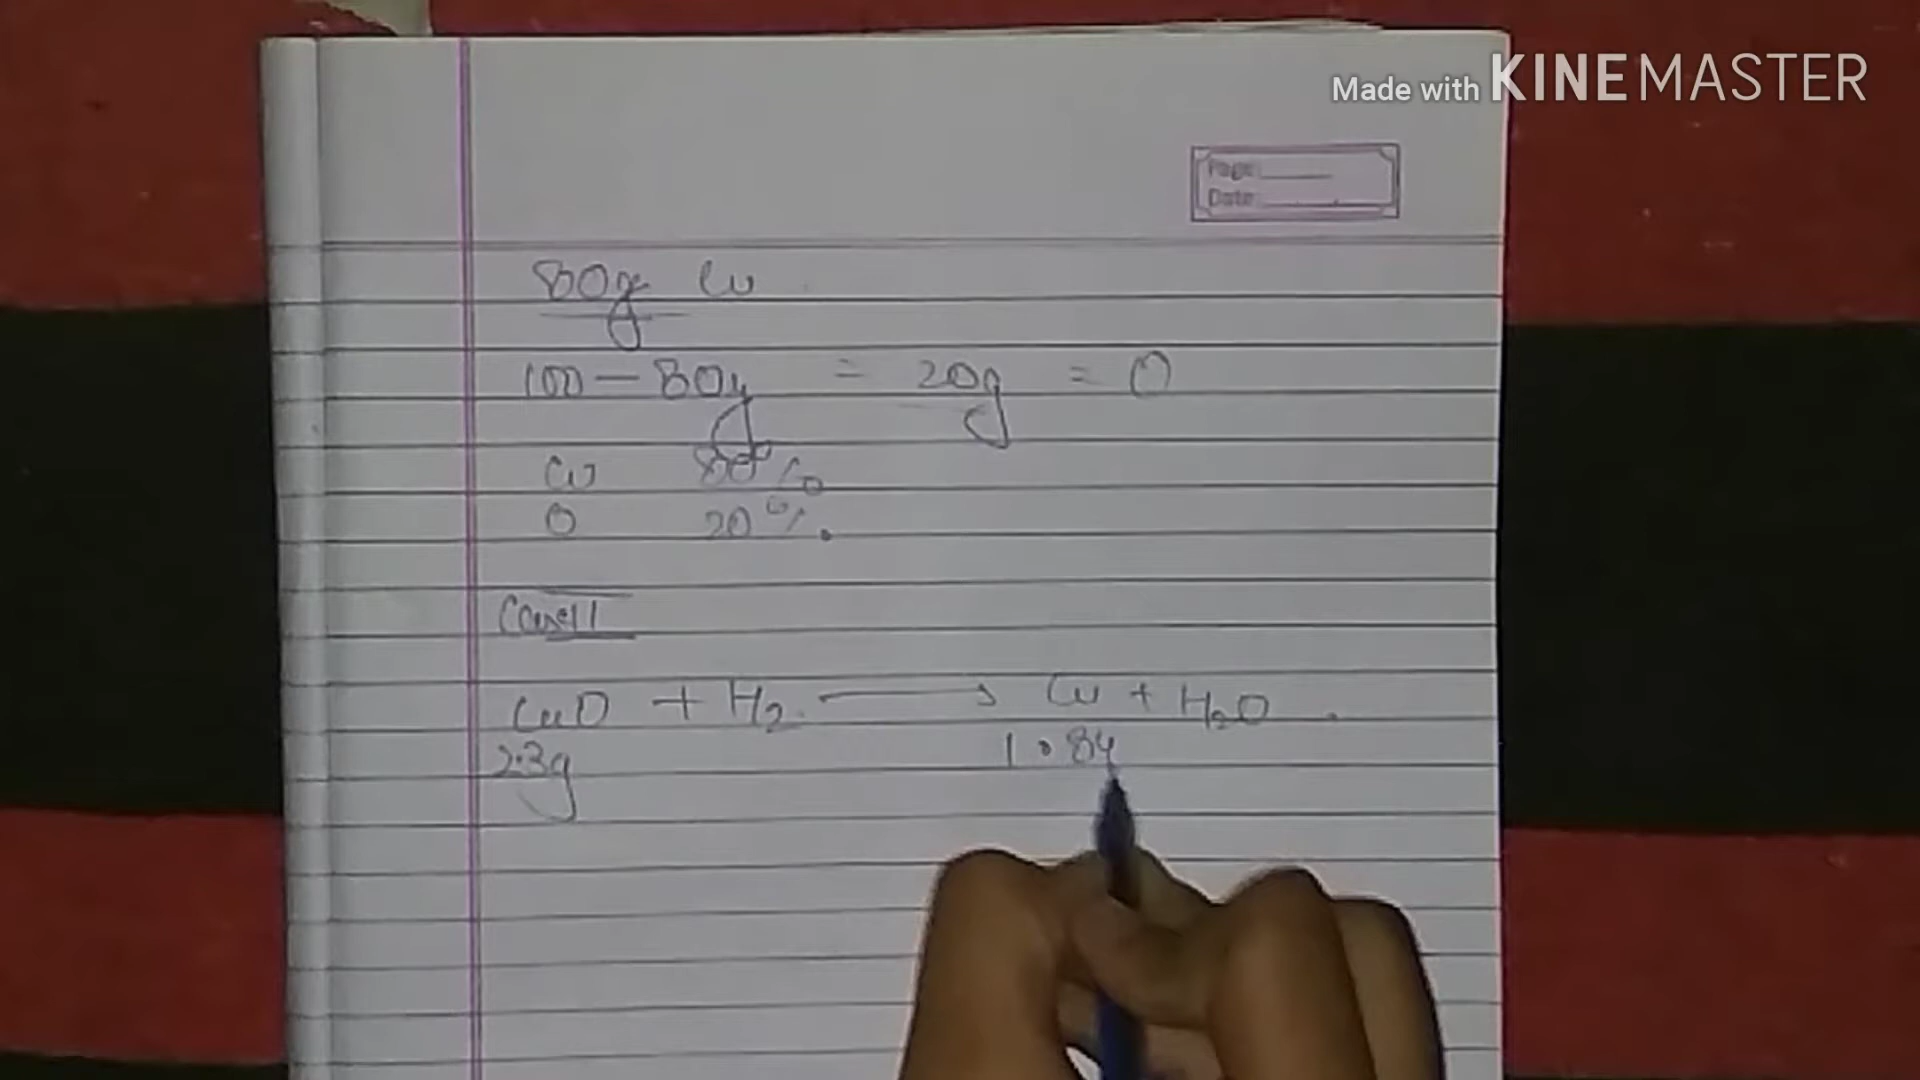 Made with KINEMASTER
Page:
Date:
80g Cu
100 - 80g = 20g = O
Cu 80%
O 20%.
Case II
CuO + H2 → Cu + H2O
2.3g 1.84